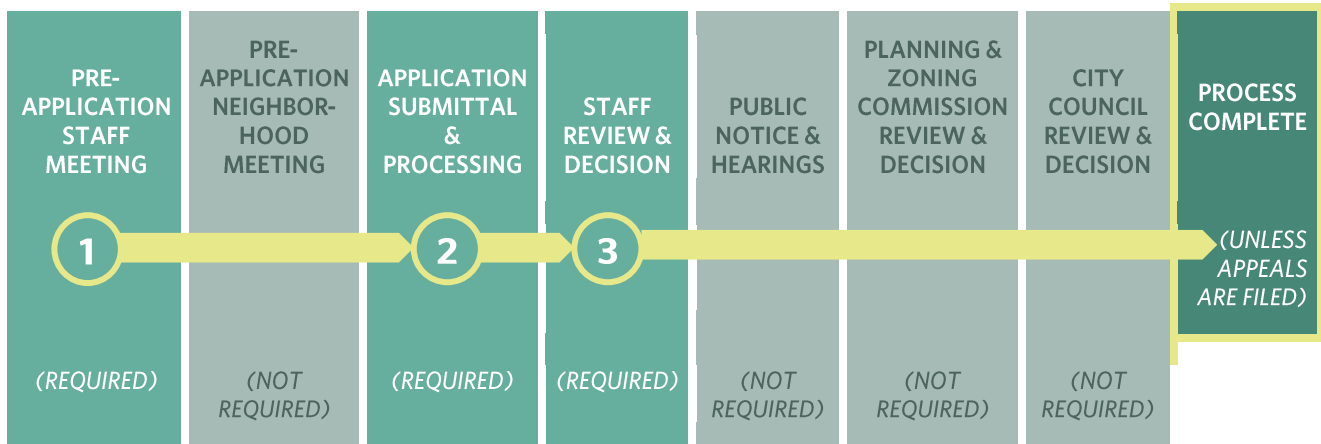 PRE-
APPLICATION
STAFF
MEETING
1
(REQUIRED)
PRE-
APPLICATION
NEIGHBOR-
HOOD
MEETING
(NOT
REQUIRED)
APPLICATION
SUBMITTAL
&
PROCESSING
2
(REQUIRED)
STAFF
REVIEW &
DECISION
3
(REQUIRED)
PUBLIC
NOTICE &
HEARINGS
(NOT
REQUIRED)
PLANNING &
ZONING
COMMISSION
REVIEW &
DECISION
(NOT
REQUIRED)
CITY
COUNCIL
REVIEW &
DECISION
(NOT
REQUIRED)
PROCESS
COMPLETE
(UNLESS
APPEALS
ARE FILED)